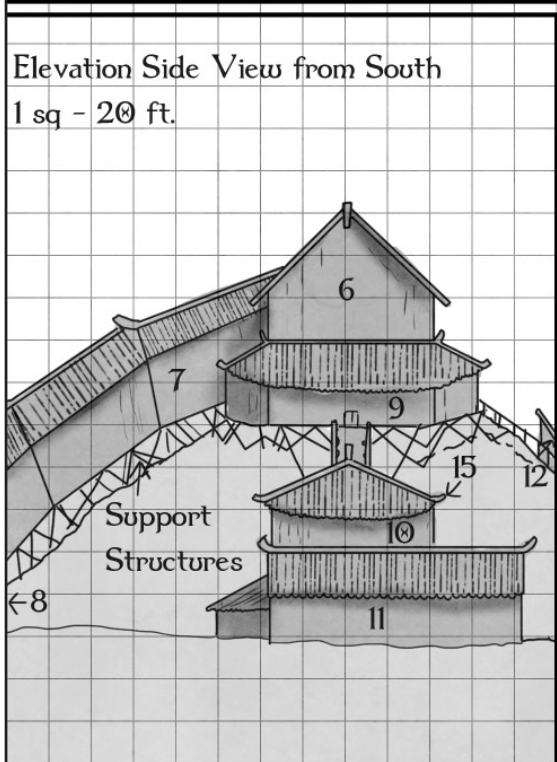 Elevation Side View from South
1 sq - 20 ft.
6
7
9
15
12
10
Support
Structures
←8
11